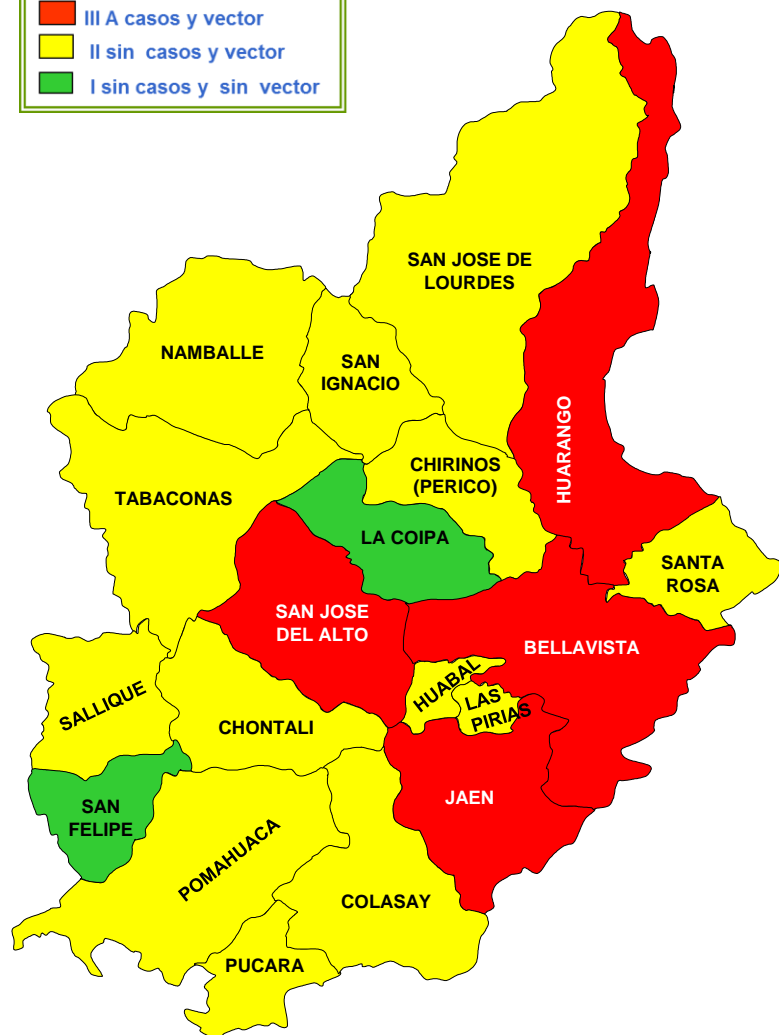 III A casos y vector
II sin casos y vector
I sin casos y sin vector
SAN JOSE DE
LOURDES
NAMBALLE
SAN
IGNACIO
HUARANGO
CHIRINOS
(PERICO)
TABACONAS
LA COIPA
SANTA
ROSA
SAN JOSE
DEL ALTO
BELLAVISTA
HUABAL
LAS
PIRIAS
SALLIQUE
CHONTALI
JAEN
SAN
FELIPE
POMAHUACA
COLASAY
PUCARA